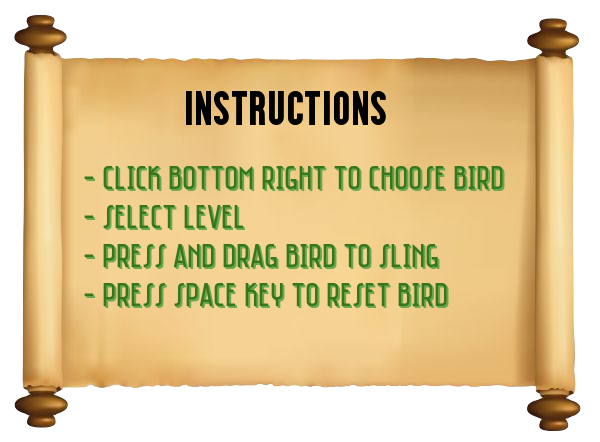 INSTRUCTIONS
- CLICK BOTTOM RIGHT TO CHOOSE BIRD
- SELECT LEVEL
- PRESS AND DRAG BIRD TO SLING
- PRESS SPACE KEY TO RESET BIRD